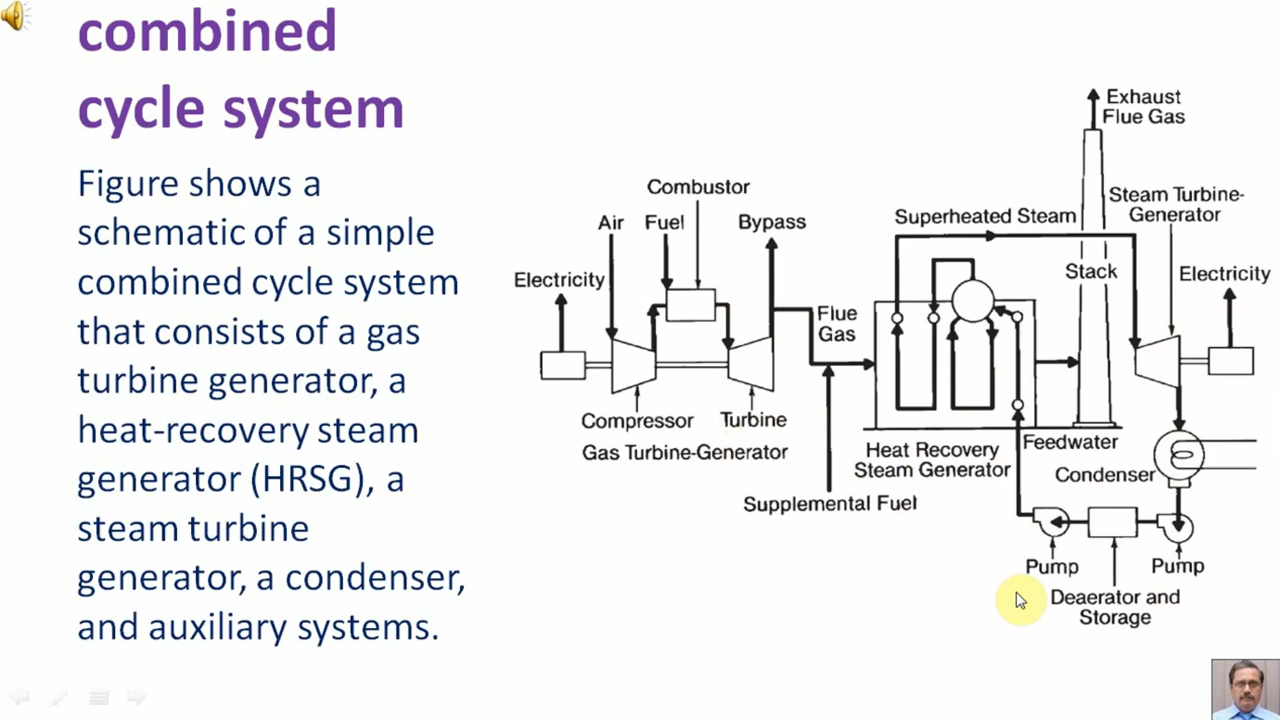 combined
cycle system
Figure shows a
schematic of a simple
combined cycle system
that consists of a gas
turbine generator, a
heat-recovery steam
generator (HRSG), a
steam turbine
generator, a condenser,
and auxiliary systems.
Exhaust
Flue Gas
Combustor
Steam Turbine-
Generator
Air
Fuel
Bypass
Superheated Steam
Electricity
Stack
Electricity
Flue
Gas
Compressor
Turbine
Gas Turbine-Generator
Heat Recovery
Steam Generator
Feedwater
Condenser
Supplemental Fuel
Pump
Pump
Deaerator and
Storage